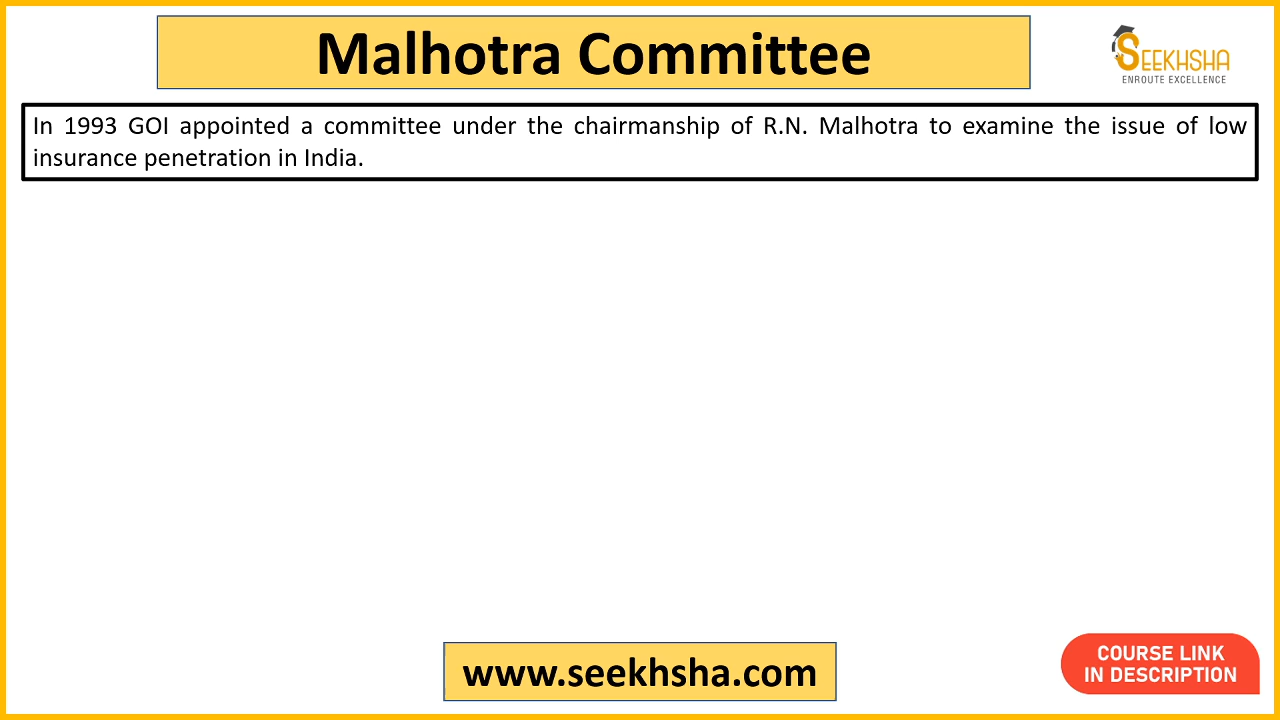 Malhotra Committee
SEEKHSHA
ENROUTE EXCELLENCE
In 1993 GOI appointed a committee under the chairmanship of R.N. Malhotra to examine the issue of low
insurance penetration in India.
www.seekhsha.com
COURSE LINK
IN DESCRIPTION